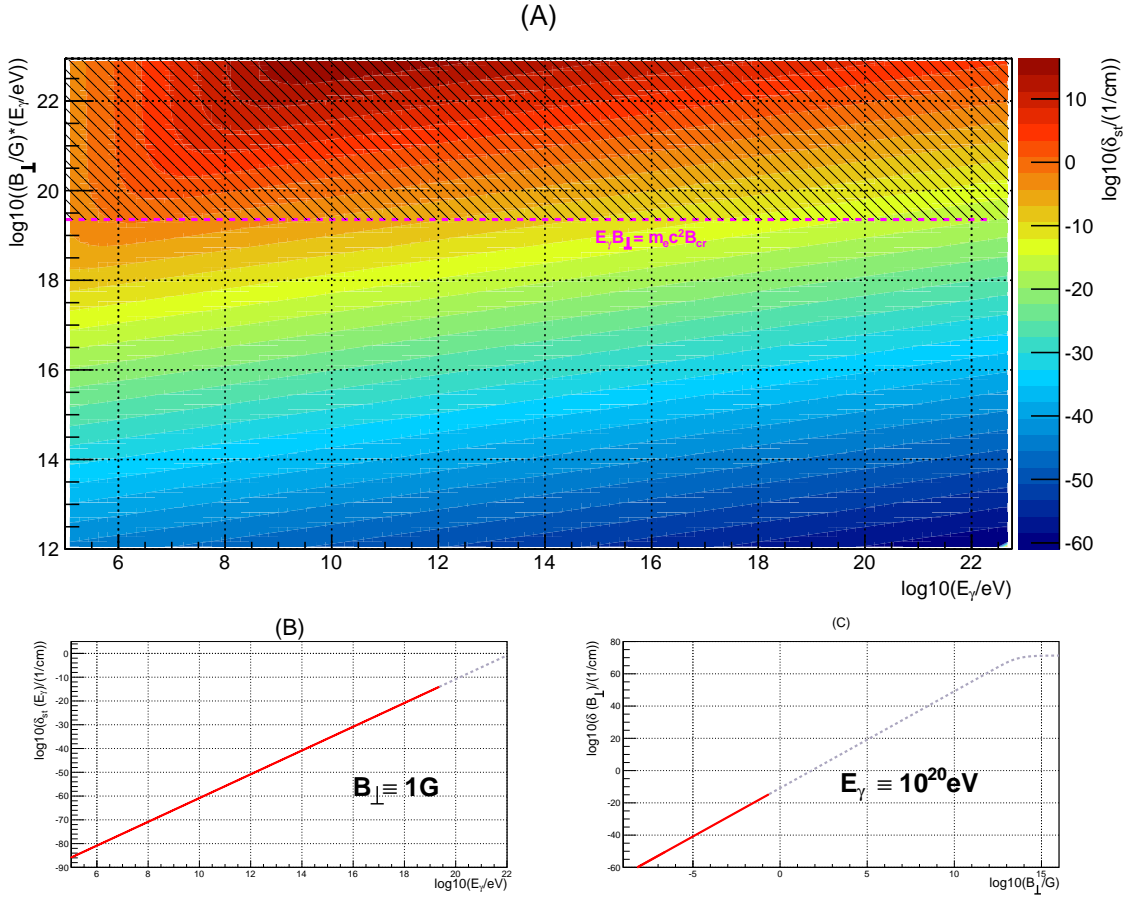 (A)
log10((B⊥/G)*(Eγ/eV))
22
20
18
16
14
12
EγB⊥ = mec²Bcr
6 8 10 12 14 16 18 20 22
log10(Eγ/eV)
10
0
-10
-20
-30
-40
-50
-60
log10(δst/(1/cm))
(B)
log10(δst (Eγ)/(1/cm))
0
-10
-20
-30
-40
-50
-60
-70
-80
-90
B⊥ ≡ 1G
6 8 10 12 14 16 18 20 22
log10(Eγ/eV)
(C)
log10(δ (B⊥)/(1/cm))
80
60
40
20
0
-20
-40
-60
Eγ ≡ 10²⁰eV
-5 0 5 10 15
log10(B⊥/G)